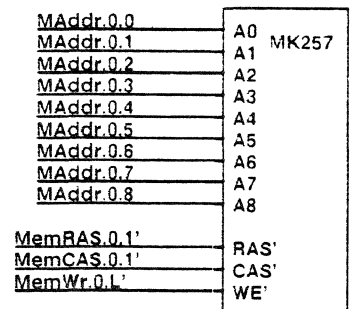 MAddr.0.0
MAddr.0.1
MAddr.0.2
MAddr.0.3
MAddr.0.4
MAddr.0.5
MAddr.0.6
MAddr.0.7
MAddr.0.8
MemRAS.0.1'
MemCAS.0.1'
MemWr.0.L'
A0 MK257
A1
A2
A3
A4
A5
A6
A7
A8
RAS'
CAS'
WE'